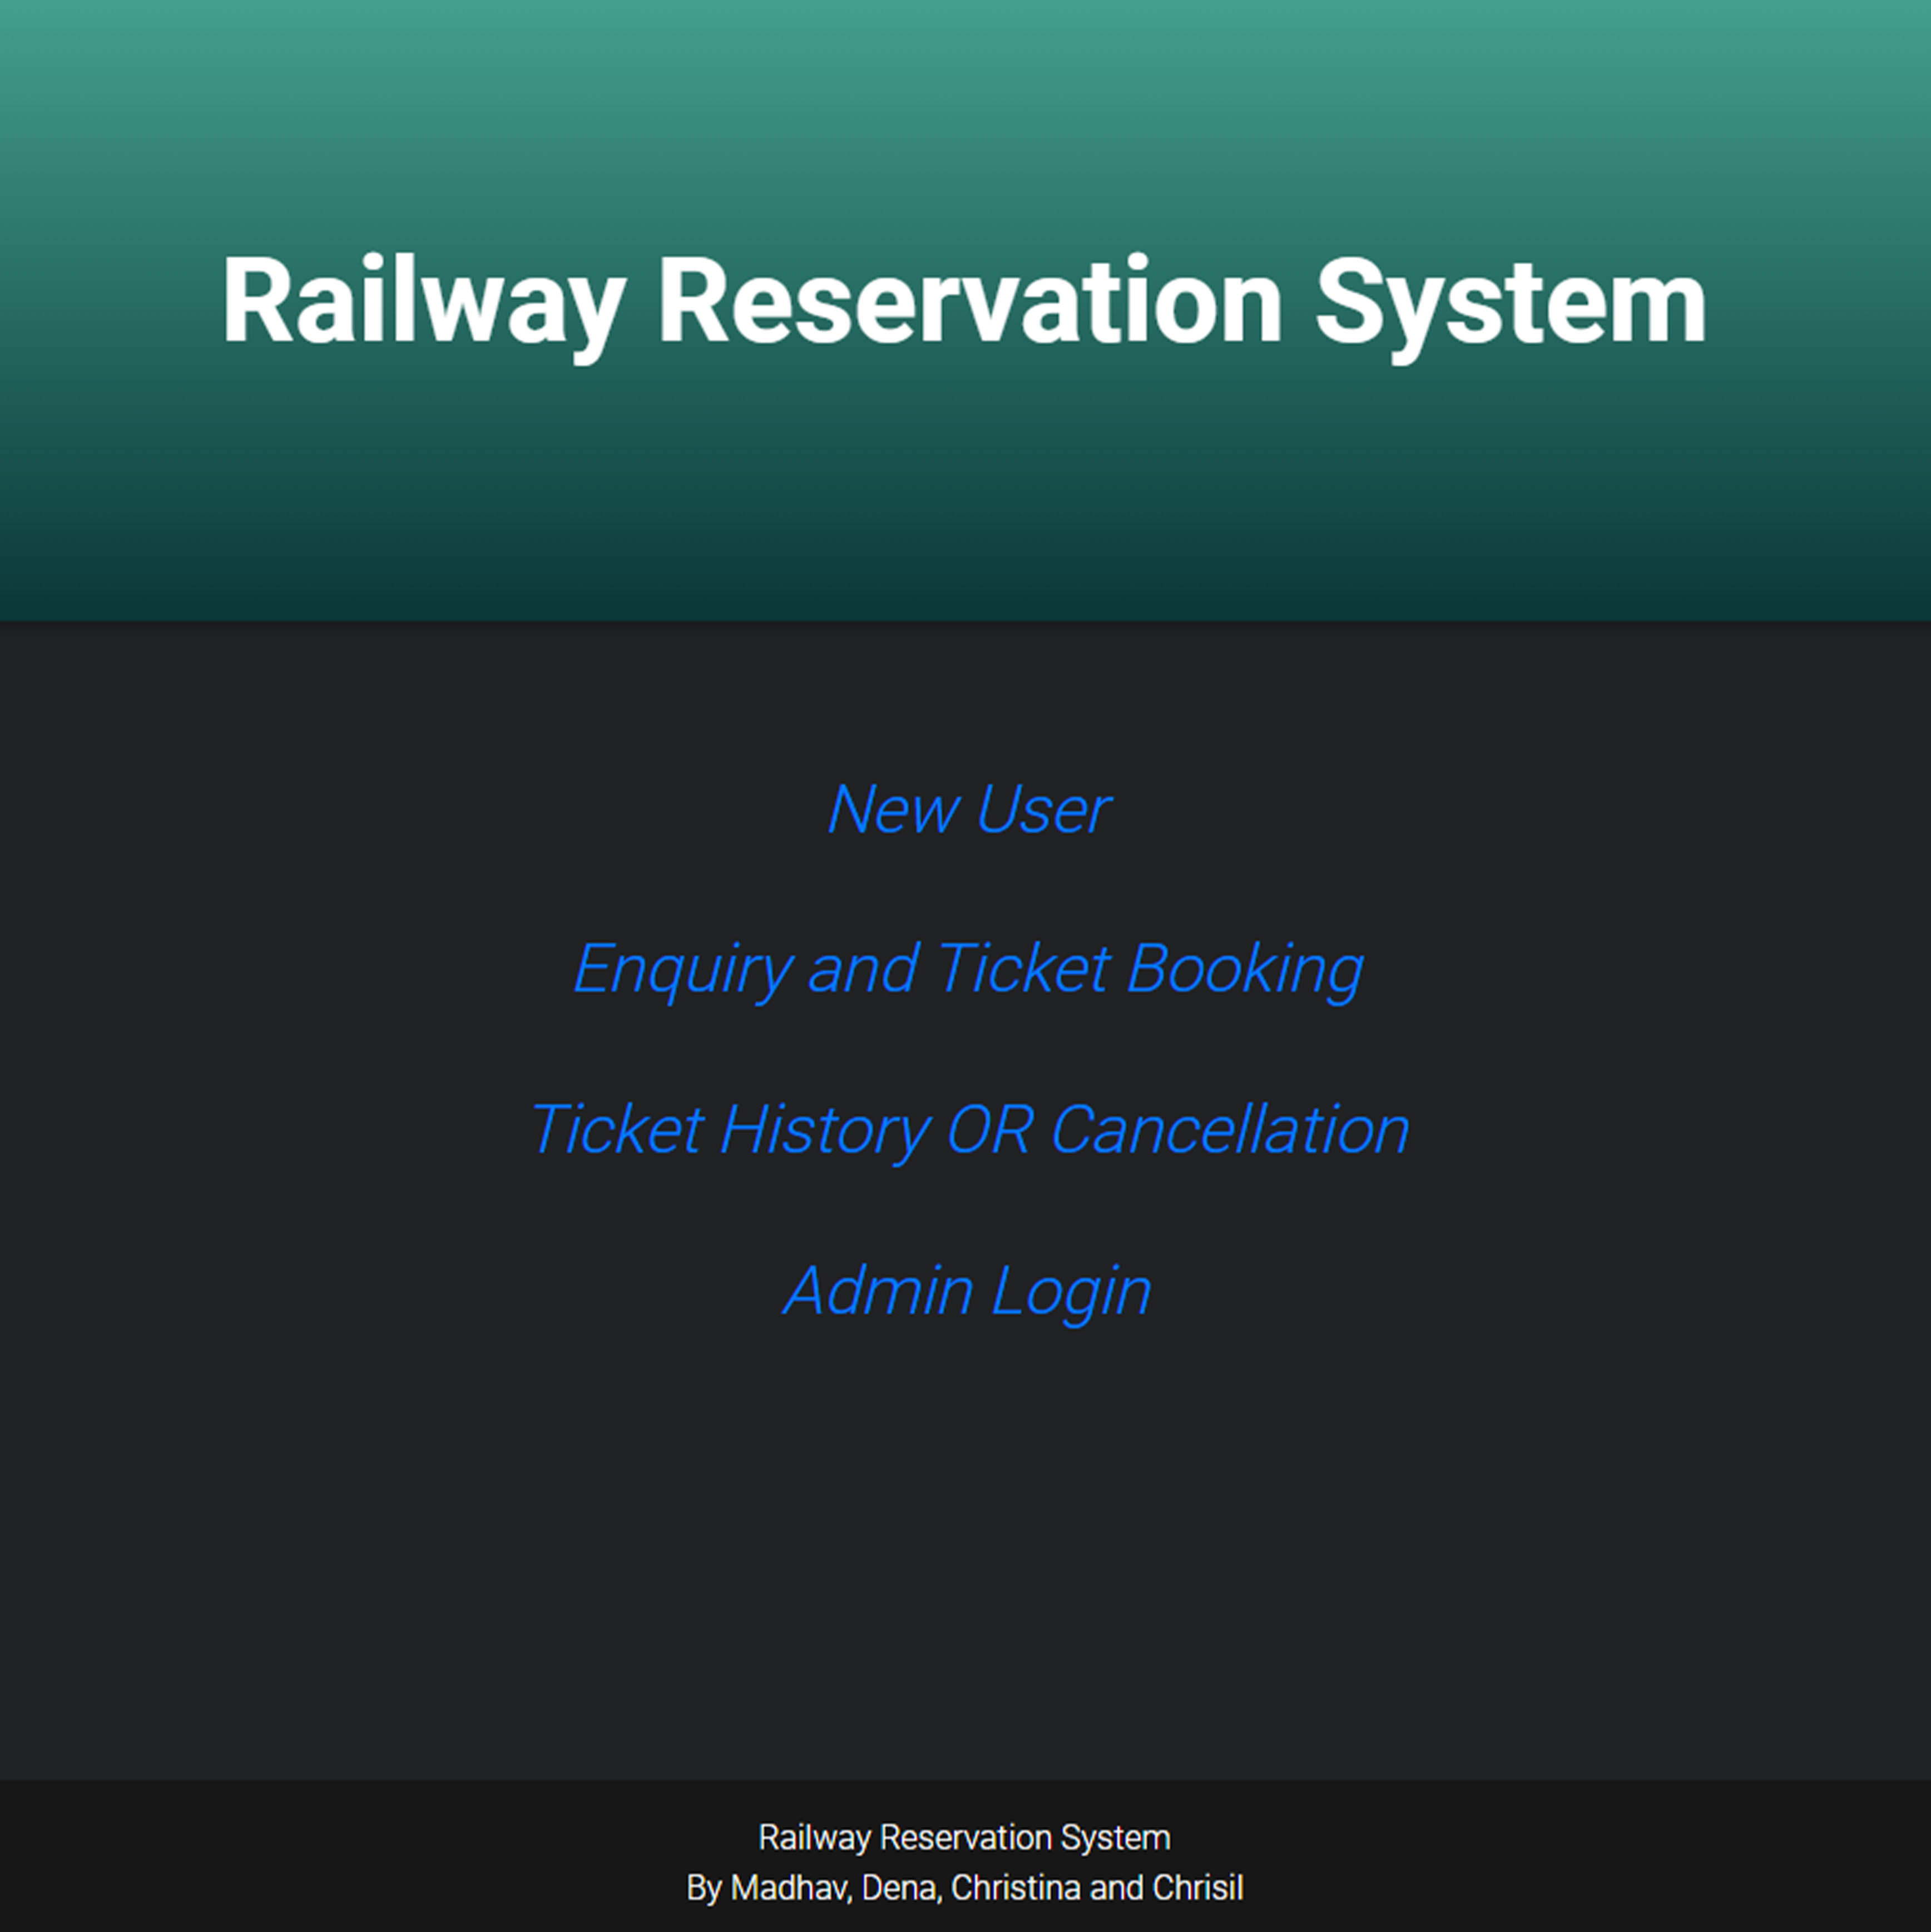 Railway Reservation System
New User
Enquiry and Ticket Booking
Ticket History OR Cancellation
Admin Login
Railway Reservation System
By Madhav, Dena, Christina and Chrisil